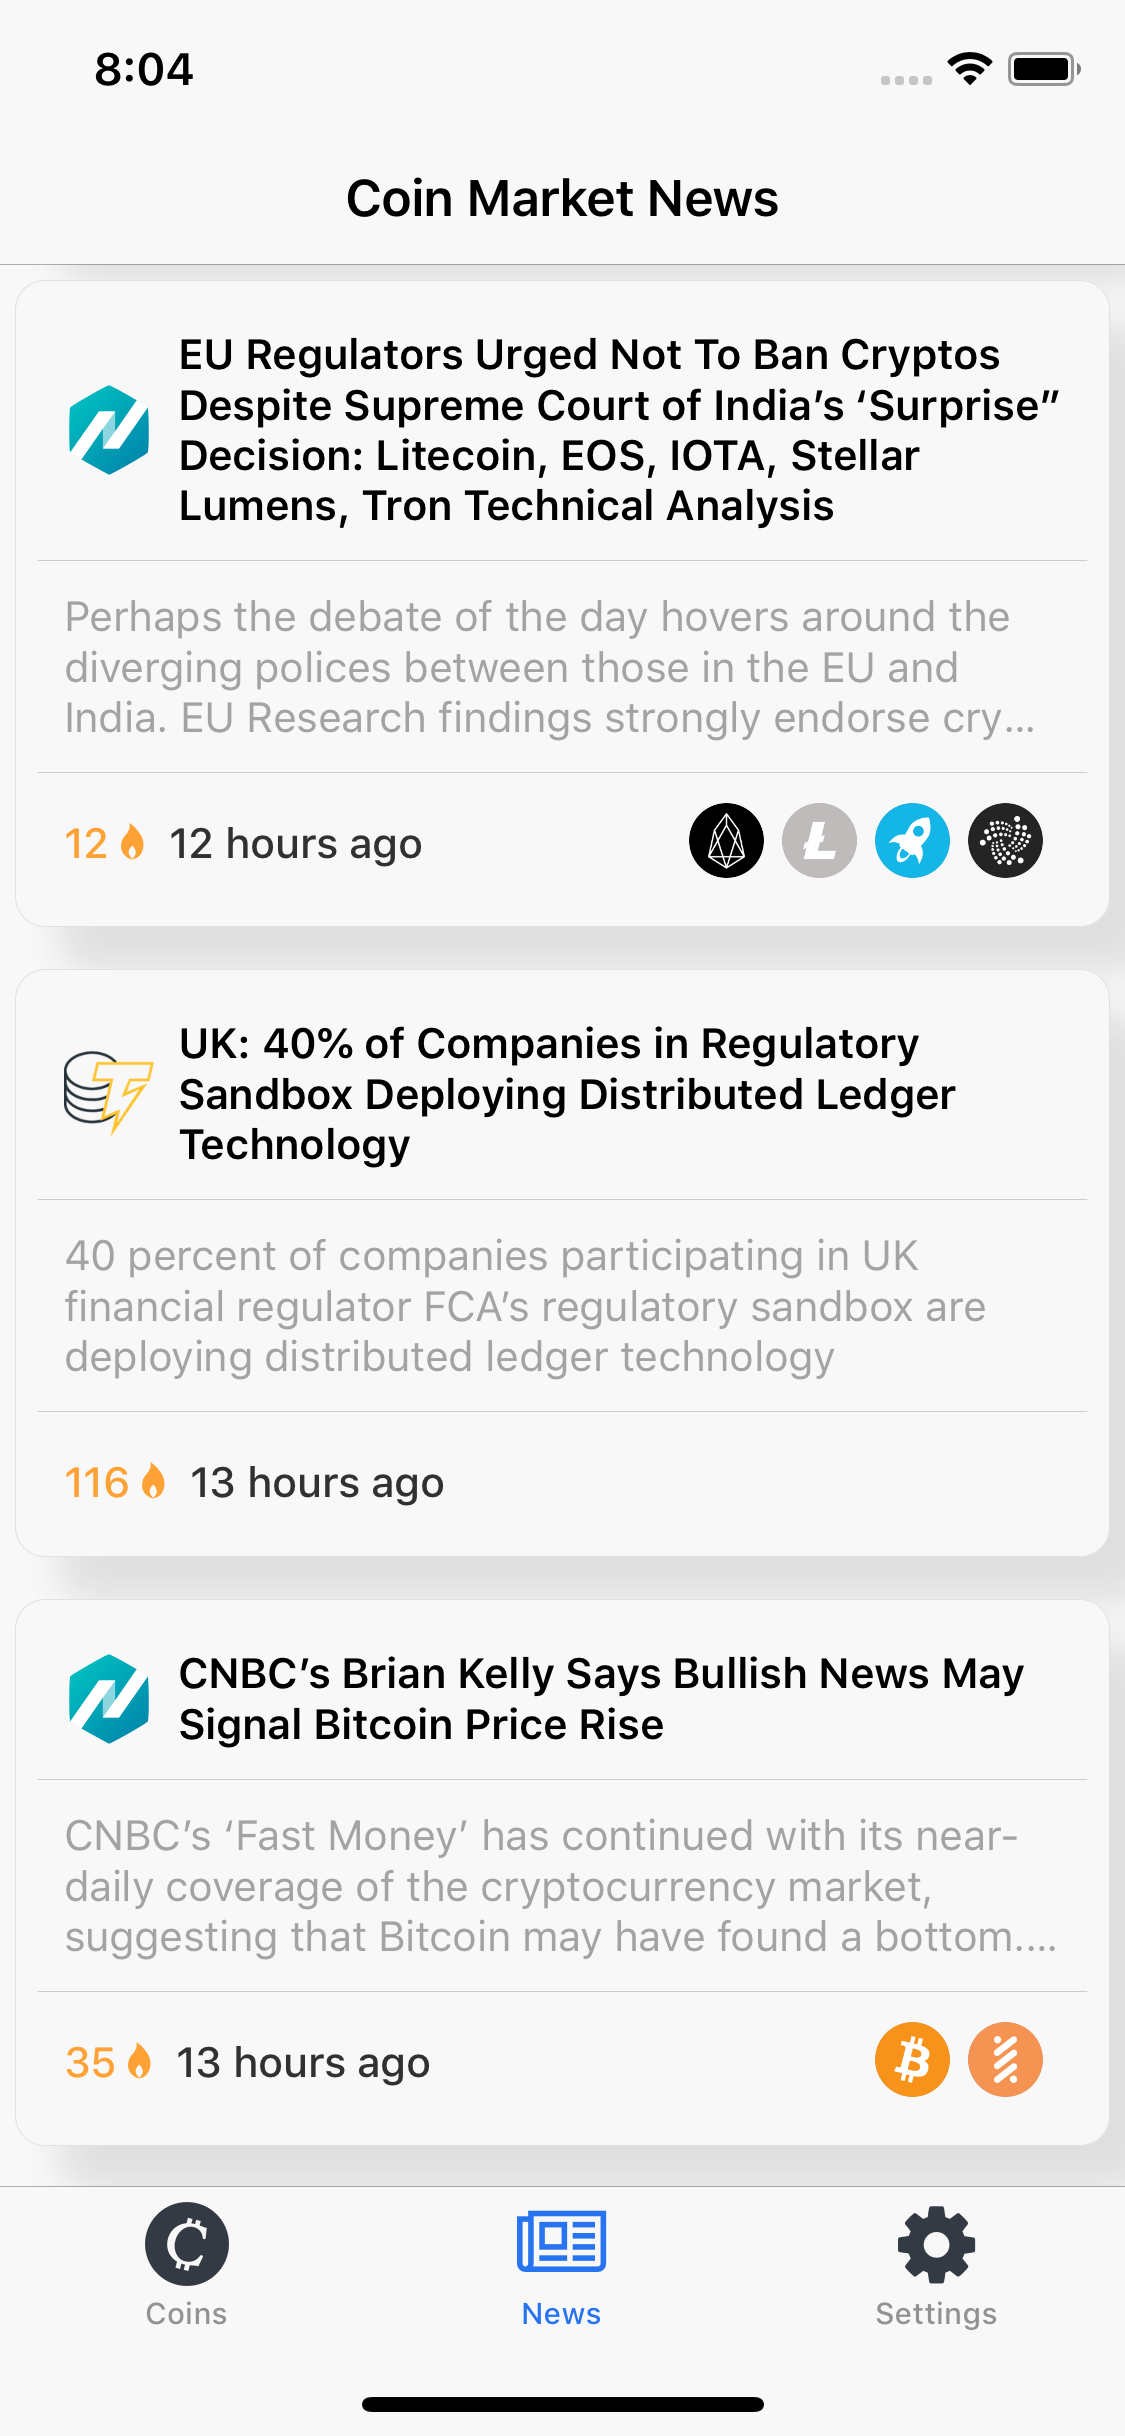 8:04
Coin Market News
EU Regulators Urged Not To Ban Cryptos
Despite Supreme Court of India’s ‘Surprise”
Decision: Litecoin, EOS, IOTA, Stellar
Lumens, Tron Technical Analysis
Perhaps the debate of the day hovers around the
diverging polices between those in the EU and
India. EU Research findings strongly endorse cry...
12 12 hours ago
UK: 40% of Companies in Regulatory
Sandbox Deploying Distributed Ledger
Technology
40 percent of companies participating in UK
financial regulator FCA’s regulatory sandbox are
deploying distributed ledger technology
116 13 hours ago
CNBC’s Brian Kelly Says Bullish News May
Signal Bitcoin Price Rise
CNBC’s ‘Fast Money’ has continued with its near-
daily coverage of the cryptocurrency market,
suggesting that Bitcoin may have found a bottom....
35 13 hours ago
Coins News Settings